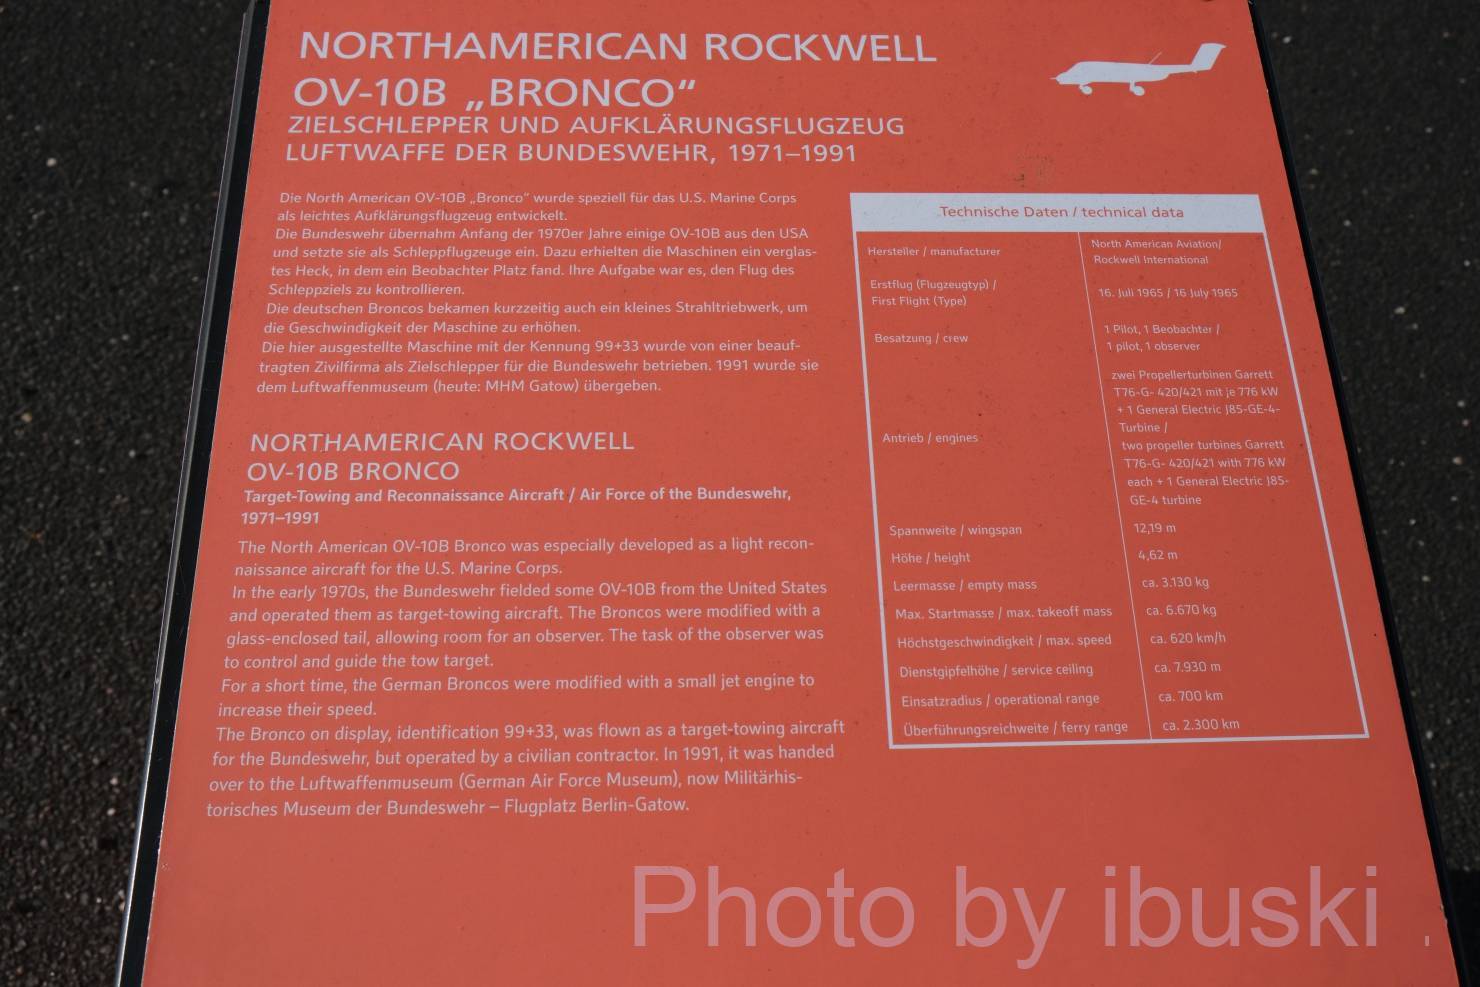 NORTHAMERICAN ROCKWELL
OV-10B „BRONCO“
ZIELSCHLEPPER UND AUFKLÄRUNGSFLUGZEUG
LUFTWAFFE DER BUNDESWEHR, 1971–1991
Die North American OV-10B „Bronco“ wurde speziell für das U.S. Marine Corps
als leichtes Aufklärungsflugzeug entwickelt.
Die Bundeswehr übernahm Anfang der 1970er Jahre einige OV-10B aus den USA
und setzte sie als Schleppflugzeuge ein. Dazu erhielten die Maschinen ein verglas-
tes Heck, in dem ein Beobachter Platz fand. Ihre Aufgabe war es, den Flug des
Schleppziels zu kontrollieren.
Die deutschen Broncos bekamen kurzzeitig auch ein kleines Strahltriebwerk, um
die Geschwindigkeit der Maschine zu erhöhen.
Die hier ausgestellte Maschine mit der Kennung 99+33 wurde von einer beauf-
tragten Zivilfirma als Zielschlepper für die Bundeswehr betrieben. 1991 wurde sie
dem Luftwaffenmuseum (heute: MHM Gatow) übergeben.
NORTHAMERICAN ROCKWELL
OV-10B BRONCO
Target-Towing and Reconnaissance Aircraft / Air Force of the Bundeswehr,
1971–1991
The North American OV-10B Bronco was especially developed as a light recon-
naissance aircraft for the U.S. Marine Corps.
In the early 1970s, the Bundeswehr fielded some OV-10B from the United States
and operated them as target-towing aircraft. The Broncos were modified with a
glass-enclosed tail, allowing room for an observer. The task of the observer was
to control and guide the tow target.
For a short time, the German Broncos were modified with a small jet engine to
increase their speed.
The Bronco on display, identification 99+33, was flown as a target-towing aircraft
for the Bundeswehr, but operated by a civilian contractor. In 1991, it was handed
over to the Luftwaffenmuseum (German Air Force Museum), now Militärhis-
torisches Museum der Bundeswehr – Flugplatz Berlin-Gatow.
Technische Daten / technical data
Hersteller / manufacturer
North American Aviation/
Rockwell International
Erstflug (Flugzeugtyp) /
First Flight (Type)
16. Juli 1965 / 16 July 1965
Besatzung / crew
1 Pilot, 1 Beobachter /
1 pilot, 1 observer
Antrieb / engines
zwei Propellerturbinen Garrett
T76-G- 420/421 mit je 776 kW
+ 1 General Electric J85-GE-4-
Turbine /
two propeller turbines Garrett
T76-G- 420/421 with 776 kW
each + 1 General Electric J85-
GE-4 turbine
Spannweite / wingspan
12,19 m
Höhe / height
4,62 m
Leermasse / empty mass
ca. 3.130 kg
Max. Startmasse / max. takeoff mass
ca. 6.670 kg
Höchstgeschwindigkeit / max. speed
ca. 620 km/h
Dienstgipfelhöhe / service ceiling
ca. 7.930 m
Einsatzradius / operational range
ca. 700 km
Überführungsreichweite / ferry range
ca. 2.300 km
Photo by ibuski .